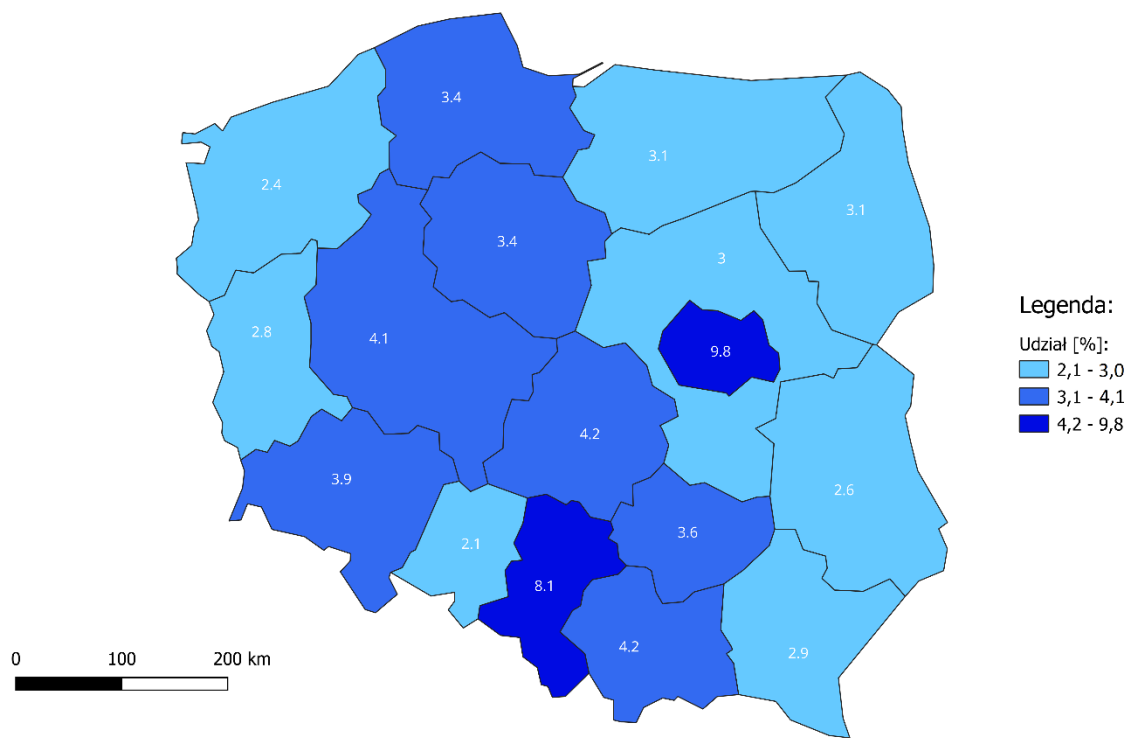 3.4
3.1
2.4
3.1
3.4
3
2.8
4.1
9.8
4.2
3.9
2.6
3.6
2.1
8.1
4.2
2.9
Legenda:
Udział [%]:
2,1 - 3,0
3,1 - 4,1
4,2 - 9,8
0 100 200 km